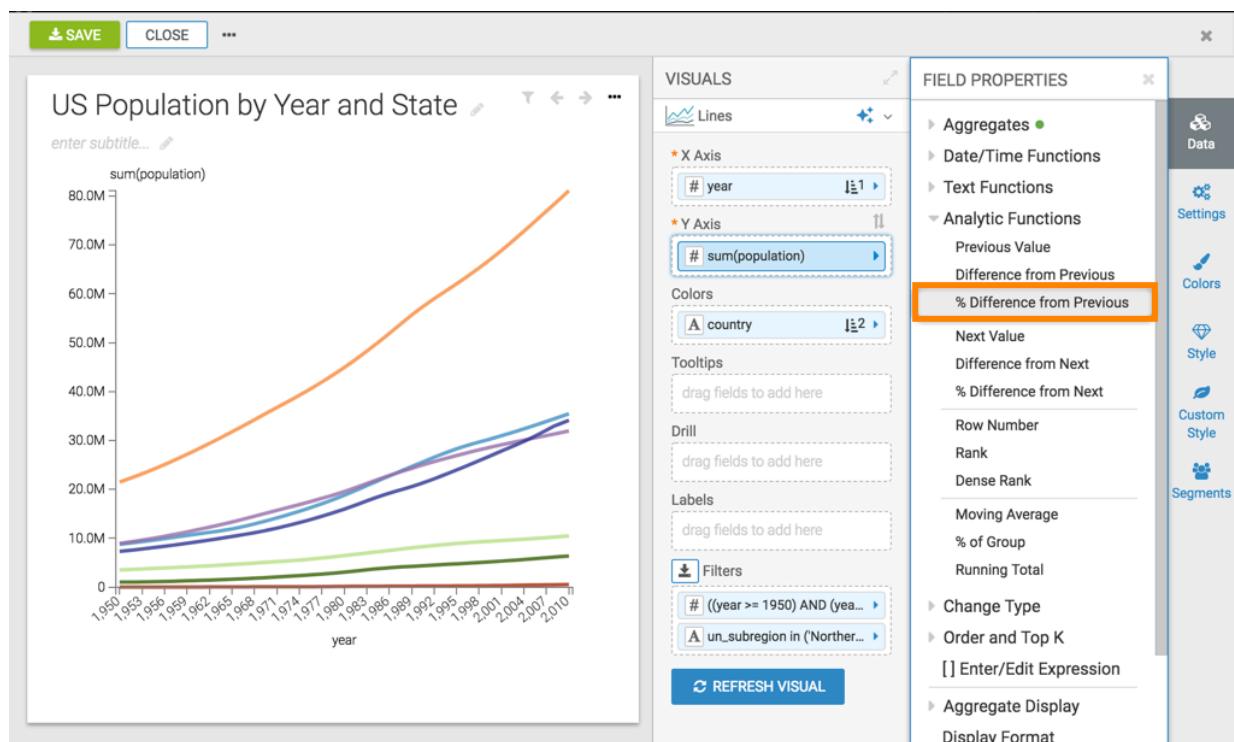 SAVE
CLOSE
US Population by Year and State
enter subtitle...
sum(population)
80.0M
70.0M
60.0M
50.0M
40.0M
30.0M
20.0M
10.0M
0
1,950
1,953
1,956
1,959
1,962
1,965
1,968
1,971
1,974
1,977
1,980
1,983
1,986
1,989
1,992
1,995
1,998
2,001
2,004
2,007
2,010
year
VISUALS
Lines
* X Axis
# year 1
* Y Axis
# sum(population)
Colors
A country 2
Tooltips
drag fields to add here
Drill
drag fields to add here
Labels
drag fields to add here
Filters
# ((year >= 1950) AND (yea...
A un_subregion in ('Norther...
REFRESH VISUAL
FIELD PROPERTIES
Aggregates
Date/Time Functions
Text Functions
Analytic Functions
Previous Value
Difference from Previous
% Difference from Previous
Next Value
Difference from Next
% Difference from Next
Row Number
Rank
Dense Rank
Moving Average
% of Group
Running Total
Change Type
Order and Top K
[ ] Enter/Edit Expression
Aggregate Display
Display Format
Data
Settings
Colors
Style
Custom
Style
Segments